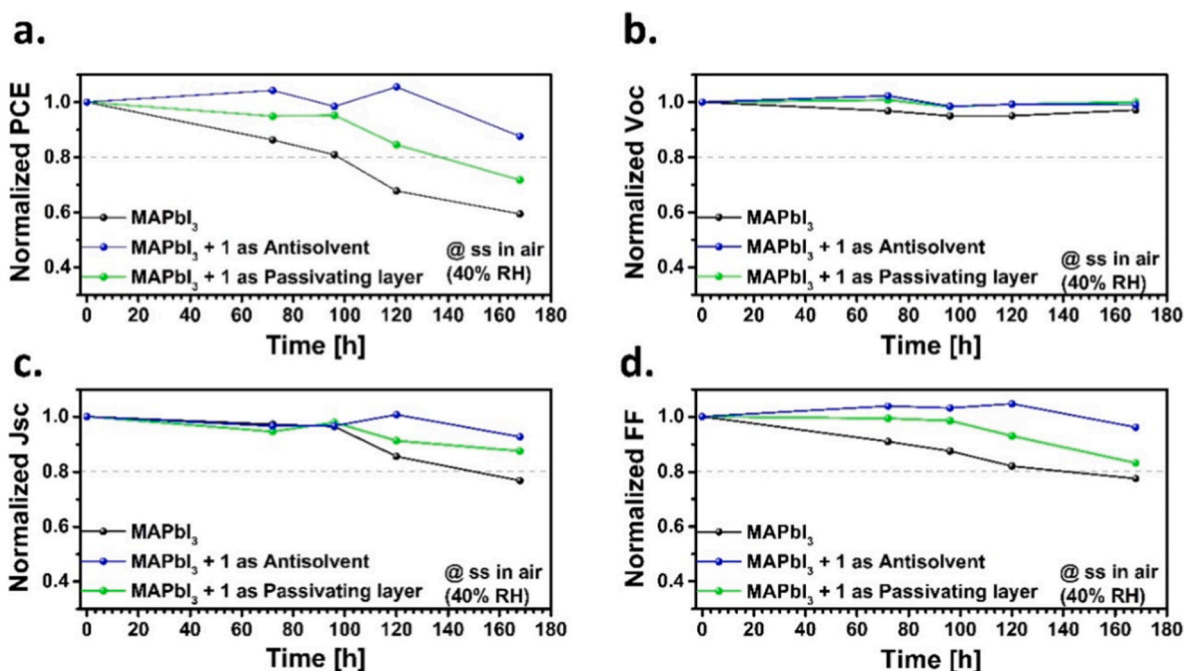 a.
Normalized PCE
1.0
0.8
0.6
0.4
MAPbI₃
MAPbI₃ + 1 as Antisolvent
MAPbI₃ + 1 as Passivating layer
@ ss in air
(40% RH)
0 20 40 60 80 100 120 140 160 180
Time [h]
b.
Normalized Voc
1.0
0.8
0.6
0.4
MAPbI₃
MAPbI₃ + 1 as Antisolvent
MAPbI₃ + 1 as Passivating layer
@ ss in air
(40% RH)
0 20 40 60 80 100 120 140 160 180
Time [h]
c.
Normalized Jsc
1.0
0.8
0.6
0.4
MAPbI₃
MAPbI₃ + 1 as Antisolvent
MAPbI₃ + 1 as Passivating layer
@ ss in air
(40% RH)
0 20 40 60 80 100 120 140 160 180
Time [h]
d.
Normalized FF
1.0
0.8
0.6
0.4
MAPbI₃
MAPbI₃ + 1 as Antisolvent
MAPbI₃ + 1 as Passivating layer
@ ss in air
(40% RH)
0 20 40 60 80 100 120 140 160 180
Time [h]